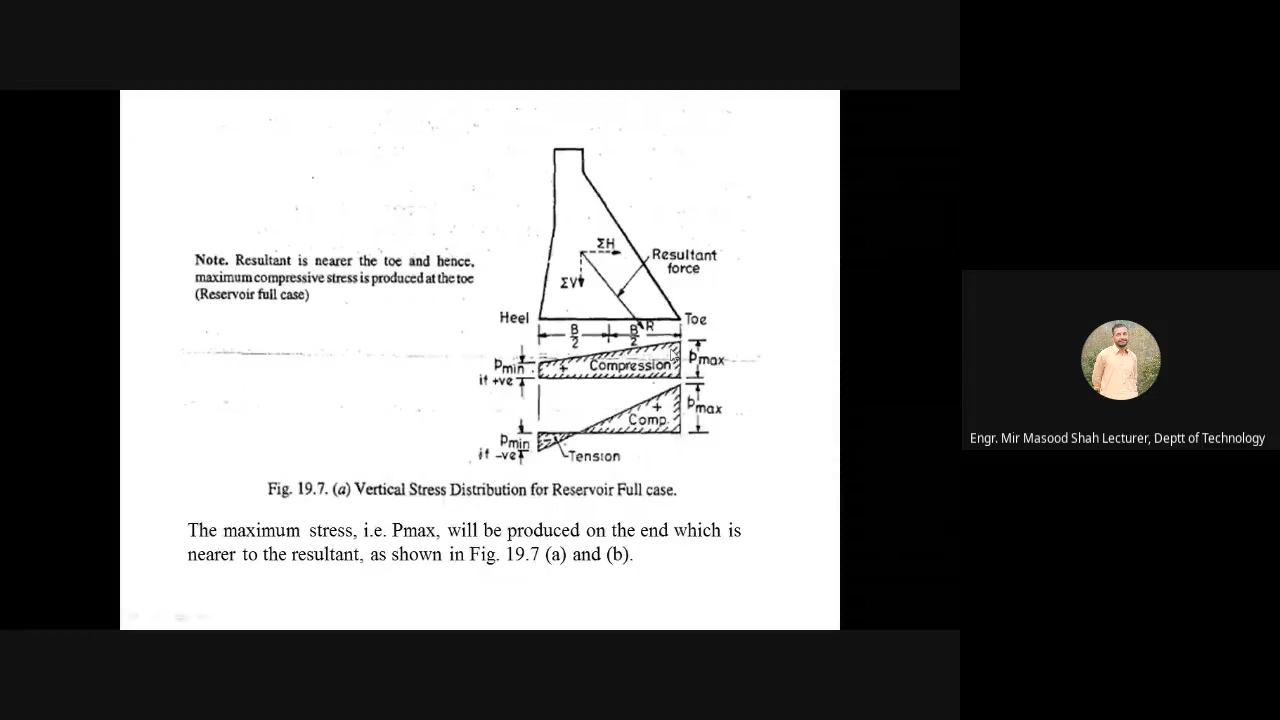 Note. Resultant is nearer the toe and hence,
maximum compressive stress is produced at the toe
(Reservoir full case)
ΣH
Resultant
force
ΣV
Heel
B/2
B/2
R
Toe
Pmin
if +ve
+
Compression
Pmax
+
Comp.
Pmax
Pmin
if -ve
-
Tension
Fig. 19.7. (a) Vertical Stress Distribution for Reservoir Full case.
The maximum stress, i.e. Pmax, will be produced on the end which is
nearer to the resultant, as shown in Fig. 19.7 (a) and (b).
Engr. Mir Masood Shah Lecturer, Deptt of Technology